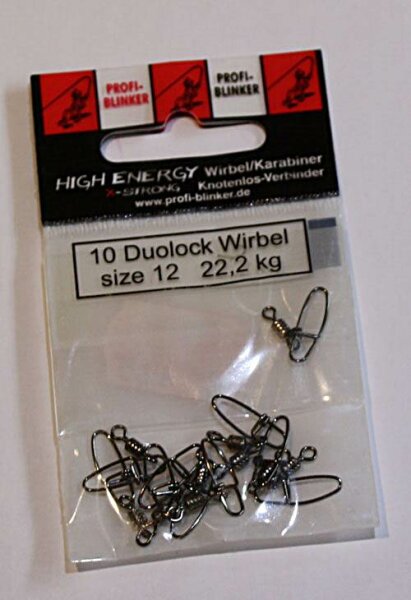 PROFI-
BLINKER
PROFI-
BLINKER
HIGH ENERGY Wirbel/Karabiner
X-STRONG Knotenlos-Verbinder
www.profi-blinker.de
10 Duolock Wirbel
size 12 22,2 kg